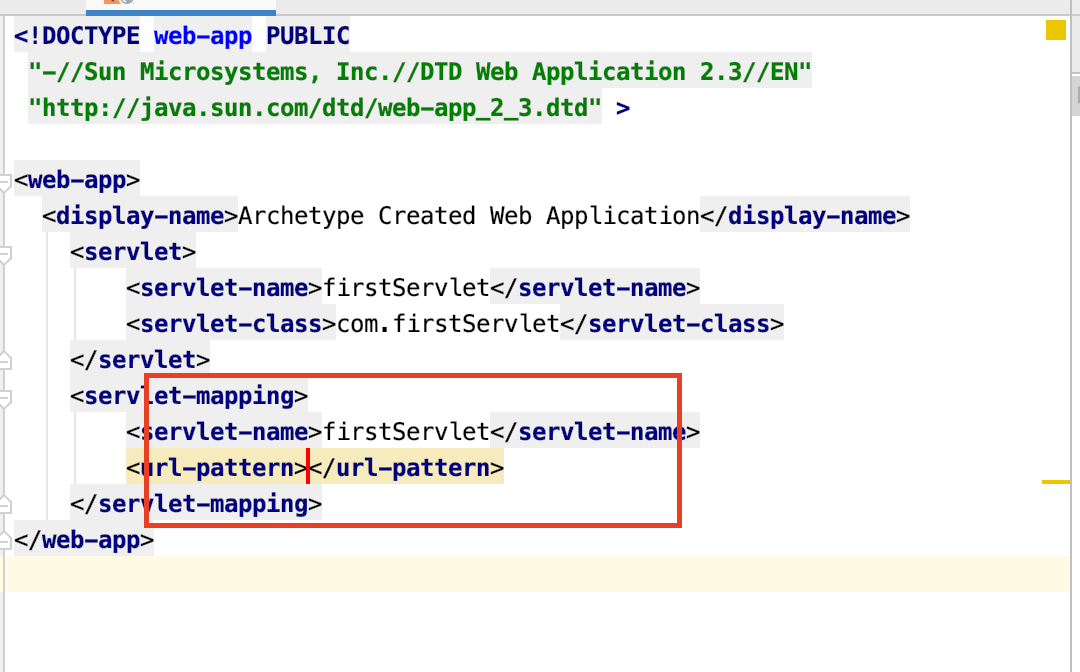 <!DOCTYPE web-app PUBLIC
"-//Sun Microsystems, Inc.//DTD Web Application 2.3//EN"
"http://java.sun.com/dtd/web-app_2_3.dtd" >
<web-app>
<display-name>Archetype Created Web Application</display-name>
<servlet>
<servlet-name>firstServlet</servlet-name>
<servlet-class>com.firstServlet</servlet-class>
</servlet>
<servlet-mapping>
<servlet-name>firstServlet</servlet-name>
<url-pattern></url-pattern>
</servlet-mapping>
</web-app>